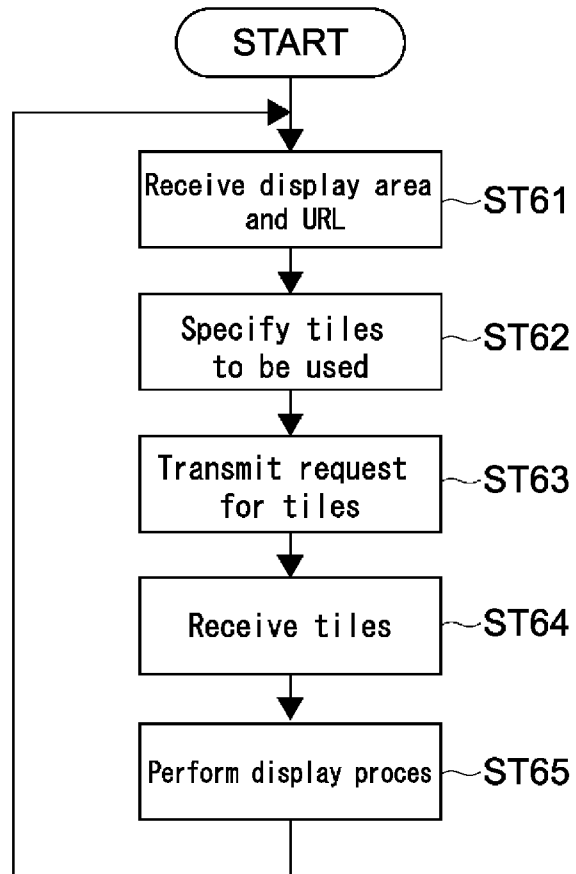 START
Receive display area
and URL
ST61
Specify tiles
to be used
ST62
Transmit request
for tiles
ST63
Receive tiles
ST64
Perform display proces
ST65